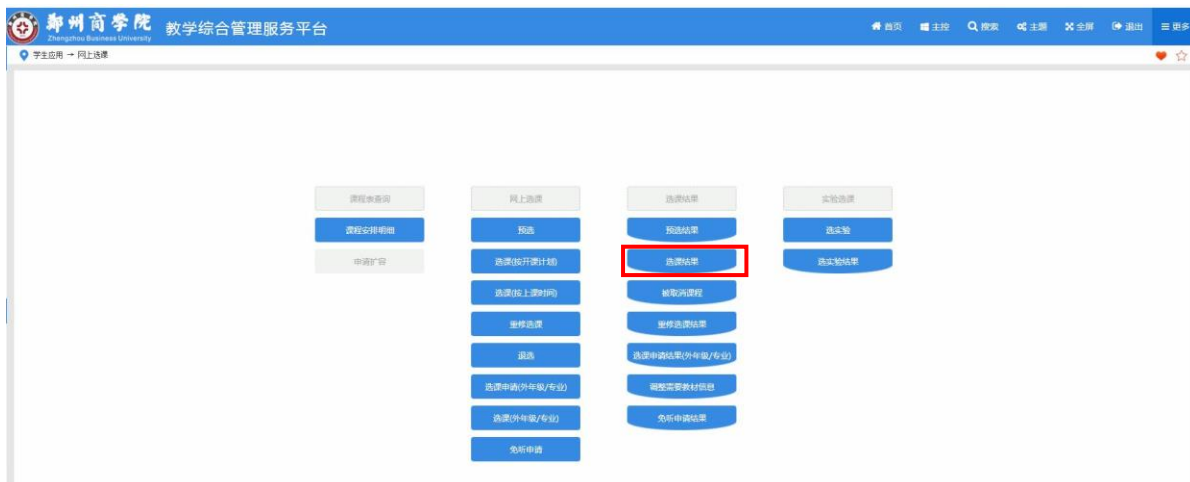 鄭州商学院 教学综合管理服务平台
Zhengzhou Business University
首页 主控 搜索 主题 全屏 退出 更多
学生应用 → 网上选课
课程表查询 网上选课 选课结果 实验选课
课程安排明细 预选 预选结果 选实验
申请扩容 选课(按开课计划) 选课结果 选实验结果
选课(按上课时间) 被取消课程
重修选课 重修选课结果
退选 选课申请结果(外年级/专业)
选课申请(外年级/专业) 调整需要教材信息
选课(外年级/专业) 免听申请结果
免听申请